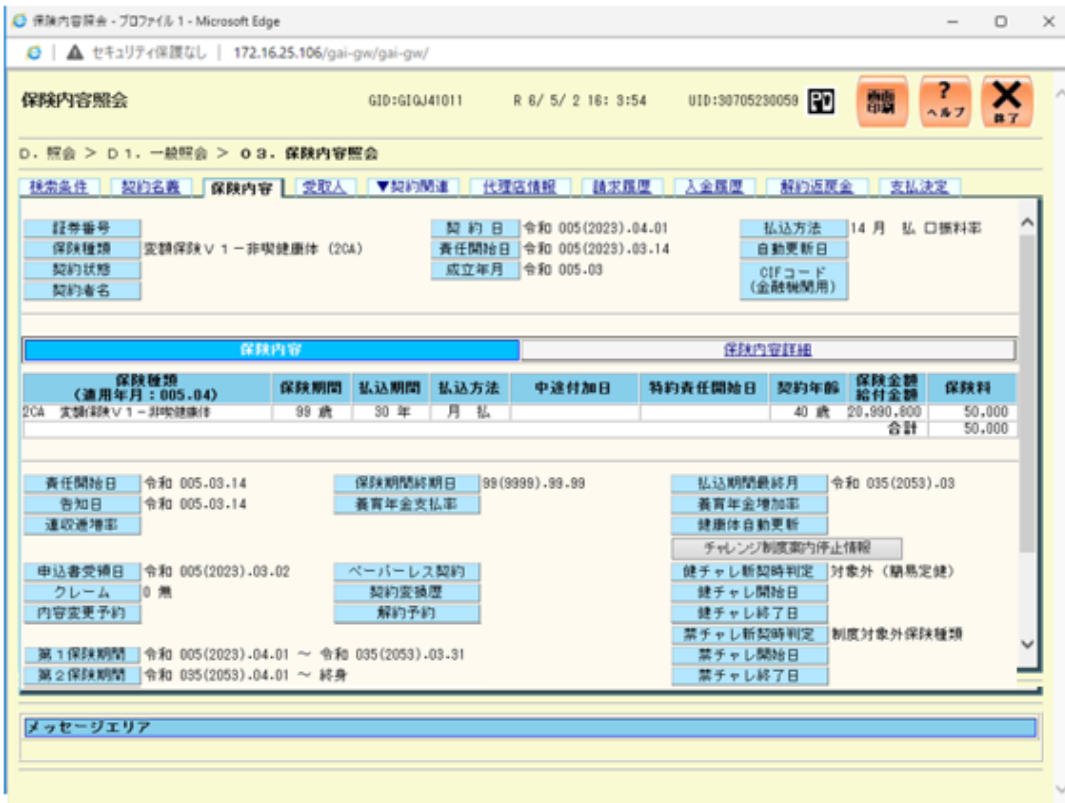 保険内容照会 - プロファイル 1 - Microsoft Edge
セキュリティ保護なし | 172.16.25.106/gai-gw/gai-gw/
保険内容照会 GID:GIQJ41011 R 6/ 5/ 2 16: 3:54 UID:30705230059 画面印刷 ? ヘルプ 終了
D. 照会 > D1. 一般照会 > 03. 保険内容照会
検索条件 契約名義 保険内容 受取人 ▼契約関連 代理店情報 請求履歴 入金履歴 解約返戻金 支払決定
証券番号 契約日 令和 005(2023).04.01 払込方法 14 月 払 口振料率
保険種類 変額保険V1-非喫健康体 (2CA) 責任開始日 令和 005(2023).03.14 自動更新日
契約状態 成立年月 令和 005.03 CIFコード
契約者名 (金融機関用)
保険内容 保険内容詳細
保険種類 (適用年月:005.04) 保険期間 払込期間 払込方法 中途付加日 特約責任開始日 契約年齢 保険金額 給付金額 保険料
2CA 変額保険V1-非喫健康体 99 歳 30 年 月 払 40 歳 20,990,800 50,000
合計 50,000
責任開始日 令和 005.03.14 保険期間終期日 99(9999).99.99 払込期間最終月 令和 035(2053).03
告知日 令和 005.03.14 養育年金支払率 養育年金増加率
運収逓増率 健康体自動更新
チャレンジ制度案内停止情報
申込書受領日 令和 005(2023).03.02 ペーパーレス契約 健チャレ新契時判定 対象外 (簡易定健)
クレーム 0 無 契約変換歴 健チャレ開始日
内容変更予約 解約予約 健チャレ終了日
禁チャレ新契時判定 制度対象外保険種類
第1保険期間 令和 005(2023).04.01 ~ 令和 035(2053).03.31 禁チャレ開始日
第2保険期間 令和 035(2053).04.01 ~ 終身 禁チャレ終了日
メッセージエリア